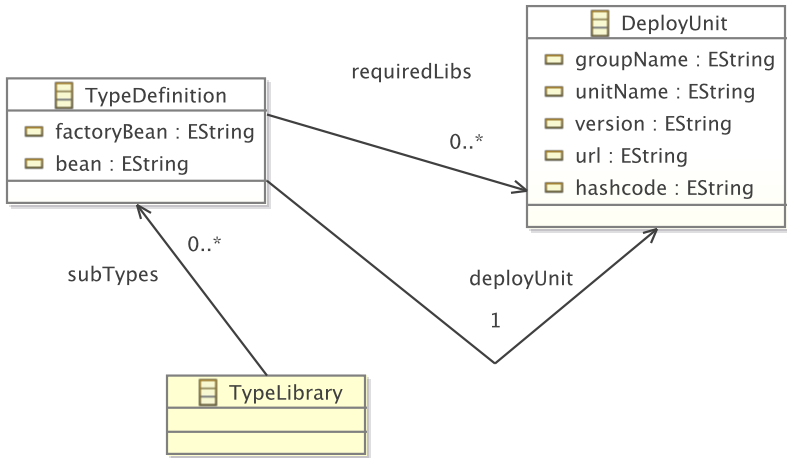 DeployUnit
groupName : EString
unitName : EString
version : EString
url : EString
hashcode : EString
requiredLibs
0..*
TypeDefinition
factoryBean : EString
bean : EString
0..*
subTypes
deployUnit
1
TypeLibrary